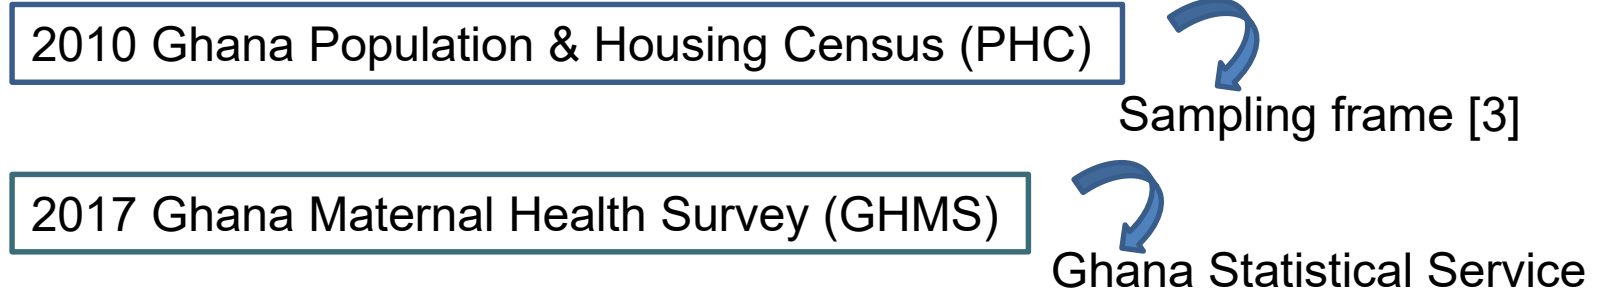 2010 Ghana Population & Housing Census (PHC)
Sampling frame [3]
2017 Ghana Maternal Health Survey (GHMS)
Ghana Statistical Service